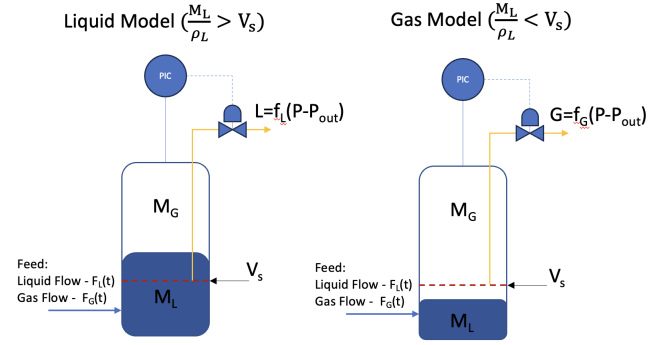 Liquid Model (M_L/ρ_L > V_s)
PIC
L=f_L(P-P_out)
M_G
Feed:
Liquid Flow - F_L(t)
Gas Flow - F_G(t)
V_s
M_L
Gas Model (M_L/ρ_L < V_s)
PIC
G=f_G(P-P_out)
M_G
Feed:
Liquid Flow - F_L(t)
Gas Flow - F_G(t)
V_s
M_L